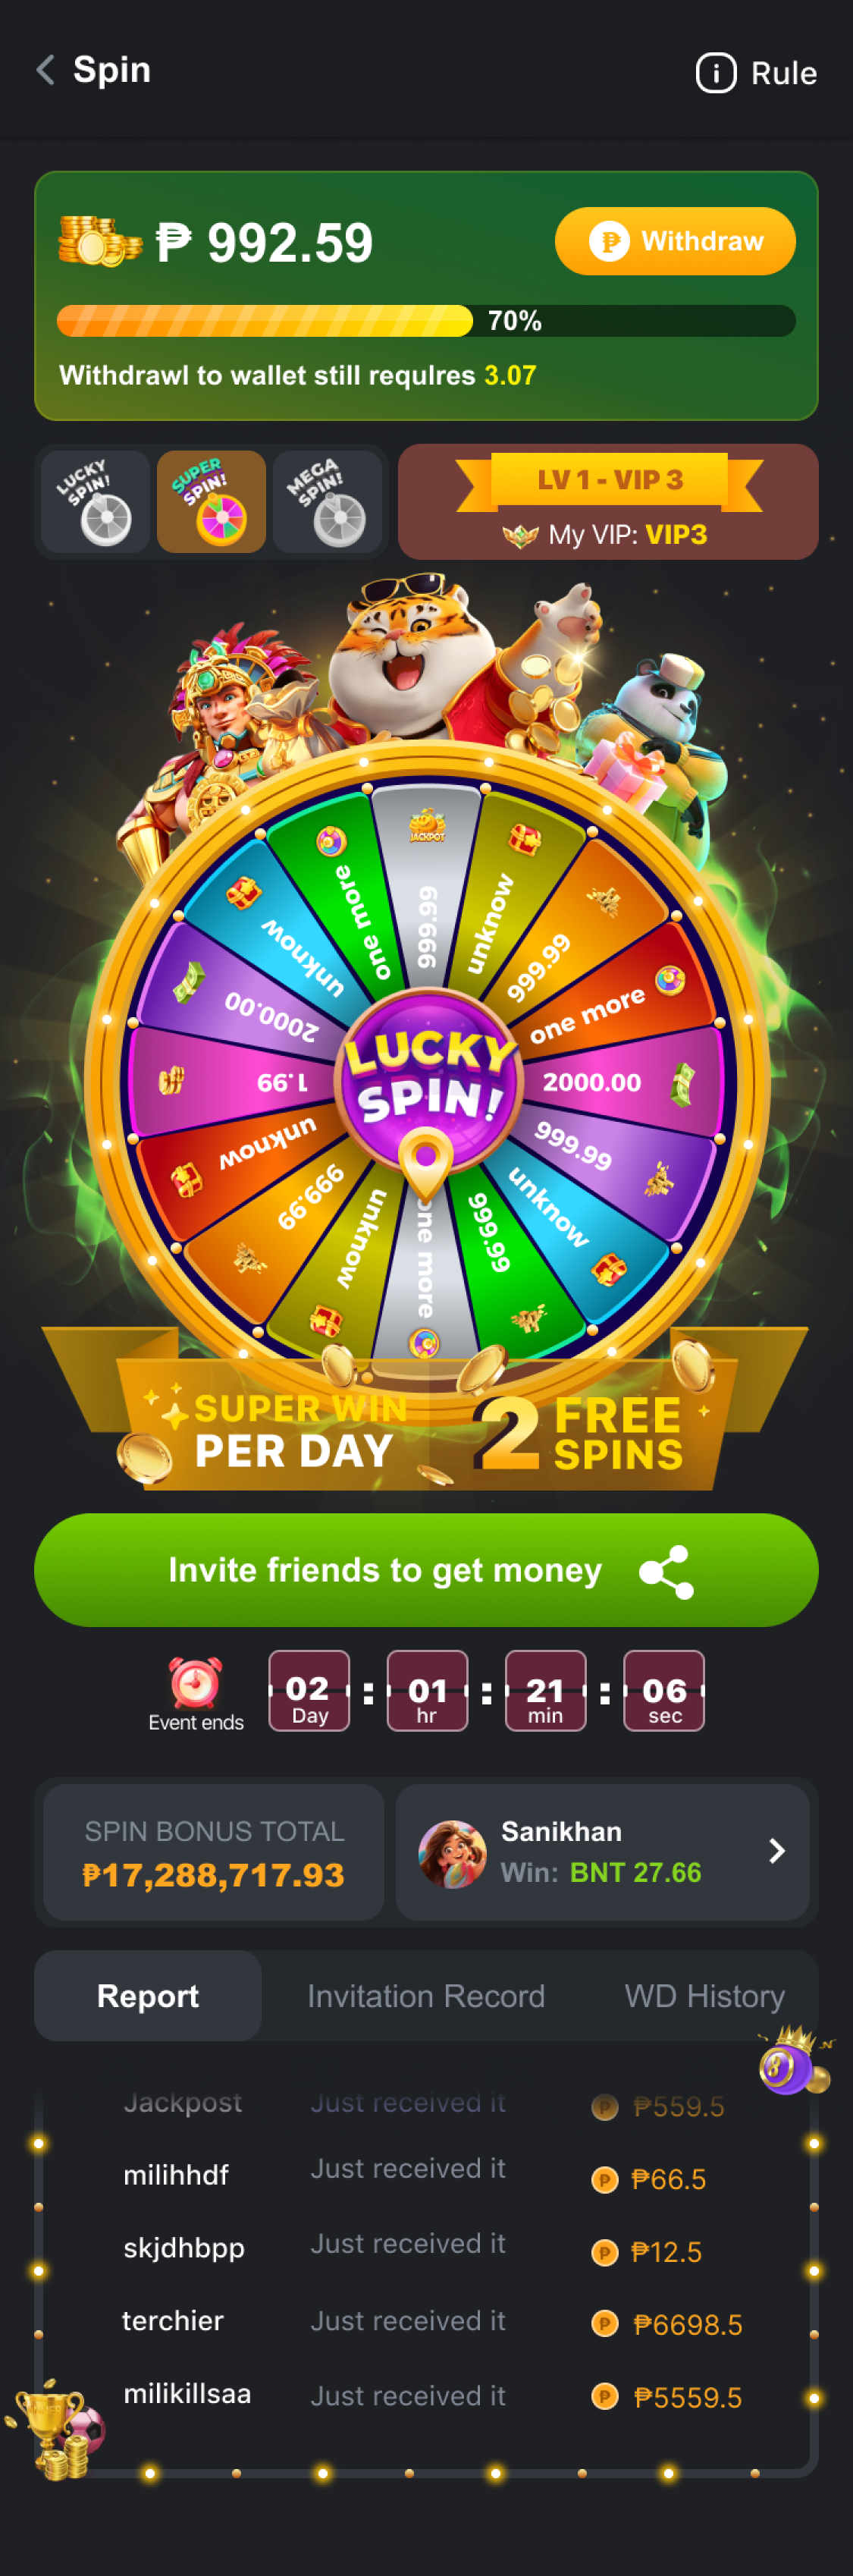 Spin
Rule
₱ 992.59
Withdraw
70%
Withdrawl to wallet still requIres 3.07
LUCKY SPIN!
SUPER SPIN!
MEGA SPIN!
LV 1 - VIP 3
My VIP: VIP3
JACKPOT
999.99
unknow
999.99
one more
2000.00
999.99
unknow
999.99
one more
unknow
999.99
unknow
1.99
2000.00
unknow
one more
LUCKY
SPIN!
SUPER WIN
PER DAY
2 FREE
SPINS
Invite friends to get money
Event ends
02 : 01 : 21 : 06
Day hr min sec
SPIN BONUS TOTAL
₱17,288,717.93
Sanikhan
Win: BNT 27.66
Report
Invitation Record
WD History
Jackpost Just received it ₱559.5
milihhdf Just received it ₱66.5
skjdhbpp Just received it ₱12.5
terchier Just received it ₱6698.5
milikillsaa Just received it ₱5559.5